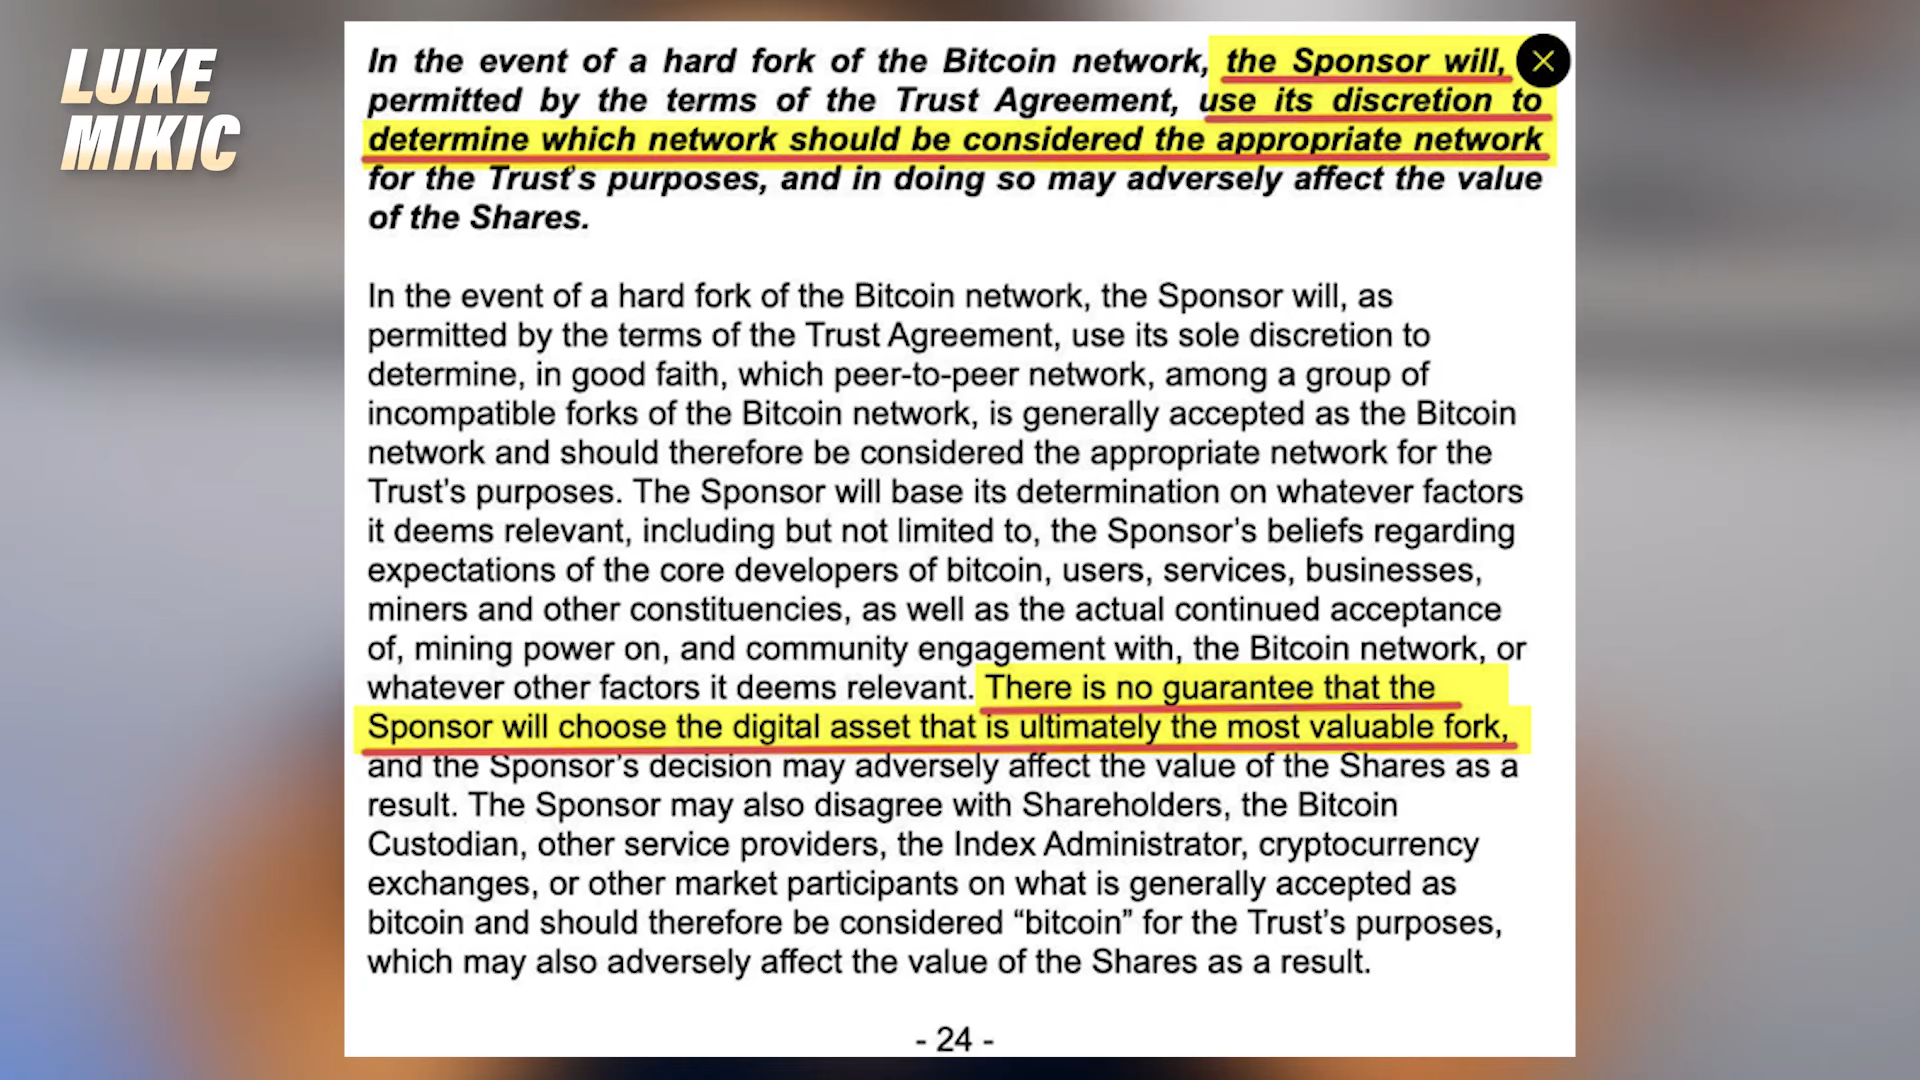 LUKE
MIKIC
In the event of a hard fork of the Bitcoin network, the Sponsor will,
permitted by the terms of the Trust Agreement, use its discretion to
determine which network should be considered the appropriate network
for the Trust's purposes, and in doing so may adversely affect the value
of the Shares.
In the event of a hard fork of the Bitcoin network, the Sponsor will, as
permitted by the terms of the Trust Agreement, use its sole discretion to
determine, in good faith, which peer-to-peer network, among a group of
incompatible forks of the Bitcoin network, is generally accepted as the Bitcoin
network and should therefore be considered the appropriate network for the
Trust’s purposes. The Sponsor will base its determination on whatever factors
it deems relevant, including but not limited to, the Sponsor’s beliefs regarding
expectations of the core developers of bitcoin, users, services, businesses,
miners and other constituencies, as well as the actual continued acceptance
of, mining power on, and community engagement with, the Bitcoin network, or
whatever other factors it deems relevant. There is no guarantee that the
Sponsor will choose the digital asset that is ultimately the most valuable fork,
and the Sponsor’s decision may adversely affect the value of the Shares as a
result. The Sponsor may also disagree with Shareholders, the Bitcoin
Custodian, other service providers, the Index Administrator, cryptocurrency
exchanges, or other market participants on what is generally accepted as
bitcoin and should therefore be considered “bitcoin” for the Trust’s purposes,
which may also adversely affect the value of the Shares as a result.
- 24 -